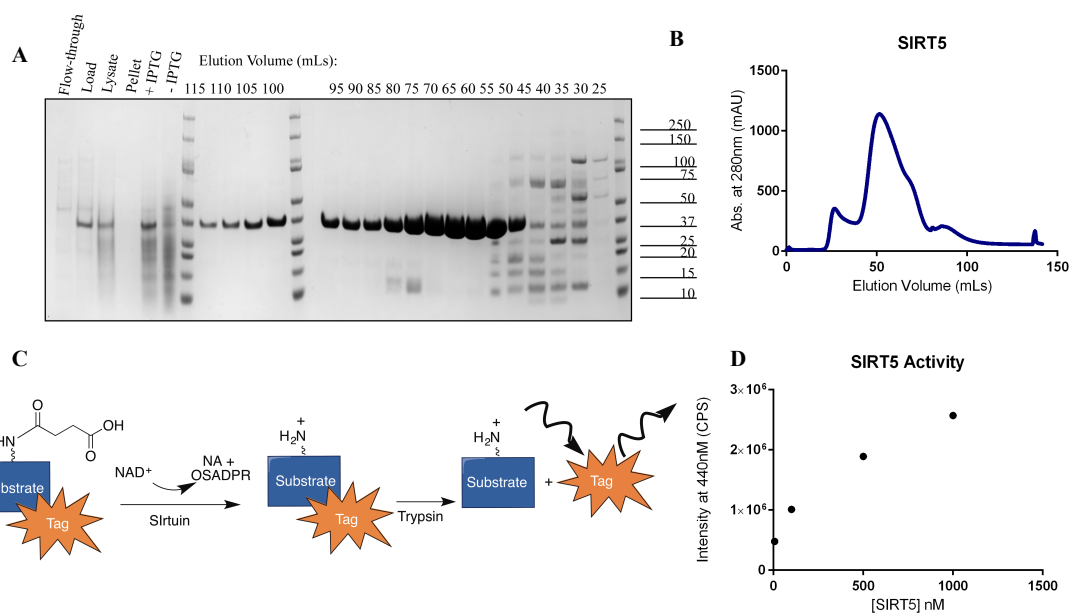 A
Flow-through
Load
Lysate
Pellet
+ IPTG
- IPTG
Elution Volume (mLs):
115 110 105 100 95 90 85 80 75 70 65 60 55 50 45 40 35 30 25
250
150
100
75
50
37
25
20
15
10
B
SIRT5
Abs. at 280nm (mAU)
1500
1000
500
0
0 50 100 150
Elution Volume (mLs)
C
O
OH
O
HN
bstrate
Tag
NAD+
NA +
OSADPR
SIrtuin
+
H2N
Substrate
Tag
Trypsin
+
H2N
Substrate
+
Tag
D
SIRT5 Activity
Intensity at 440nM (CPS)
3×10⁶
2×10⁶
1×10⁶
0
0 500 1000 1500
[SIRT5] nM